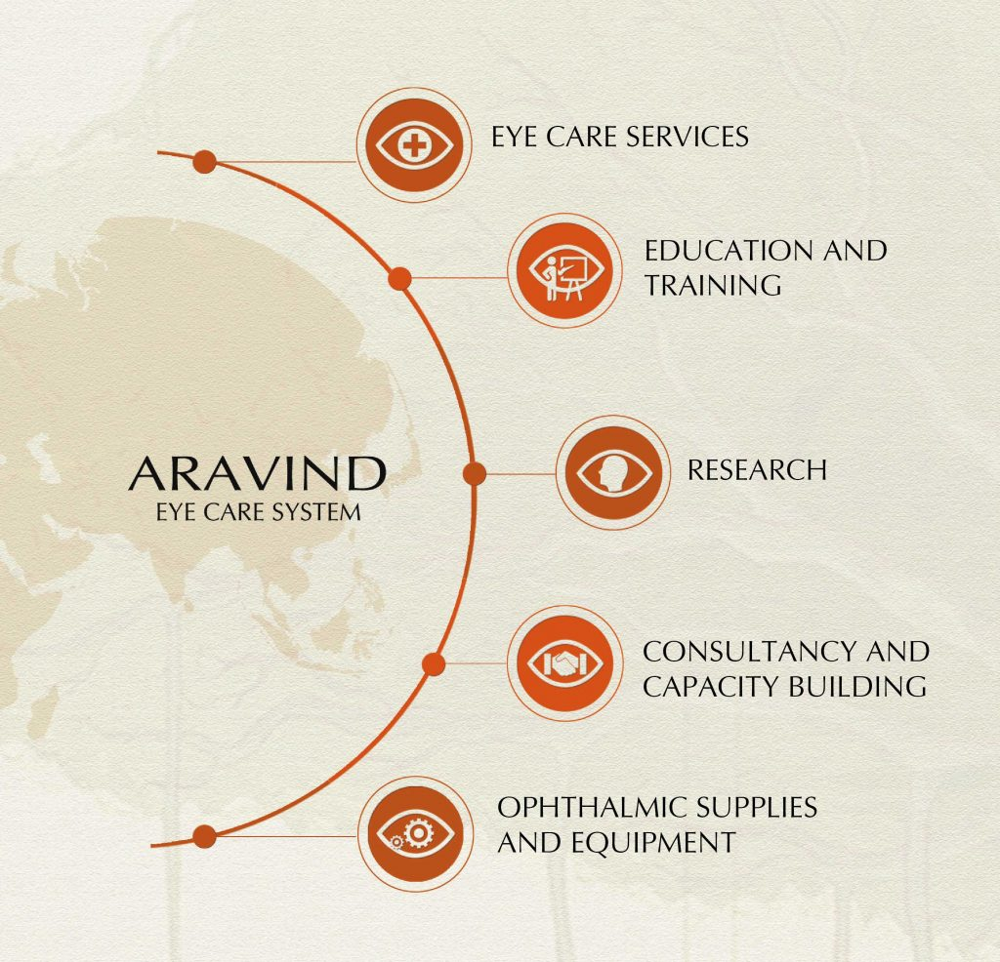 EYE CARE SERVICES
EDUCATION AND
TRAINING
ARAVIND
EYE CARE SYSTEM
RESEARCH
CONSULTANCY AND
CAPACITY BUILDING
OPHTHALMIC SUPPLIES
AND EQUIPMENT